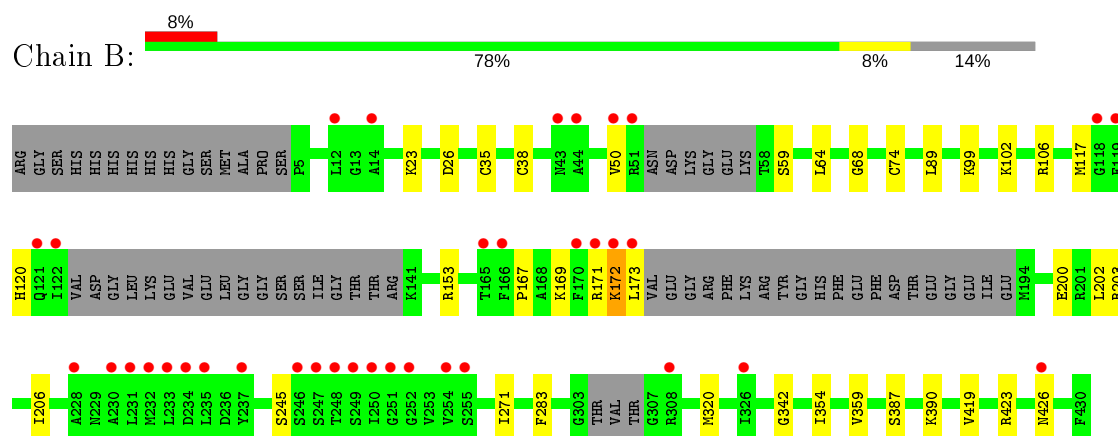 8%
Chain B:
78% 8% 14%
ARG GLY SER HIS HIS HIS HIS HIS HIS HIS GLY SER MET ALA PRO SER P5 L12 G13 A14 K23 D26 C35 C38 N43 A44 V50 R51 ASN ASP LYS GLY GLU LYS T58 S59 L64 G68 C74 L89 K99 K102 R106 M117 G118 F119
H120 Q121 I122 VAL ASP GLY LEU LYS GLU VAL GLU LEU GLY GLY SER SER ILE GLY THR THR ARG K141 R153 T165 F166 P167 A168 K169 F170 R171 K172 L173 VAL GLU GLY ARG PHE LYS ARG TYR GLY HIS PHE GLU PHE ASP THR GLU GLY GLU ILE GLU M194 E200 R201 L202 R203
I206 A228 N229 A230 L231 M232 L233 D234 L235 D236 Y237 S245 S246 S247 T248 S249 I250 G251 G252 V253 V254 S255 I271 F283 G303 THR VAL THR G307 R308 M320 I326 G342 I354 V359 S387 K390 V419 R423 N426 F430